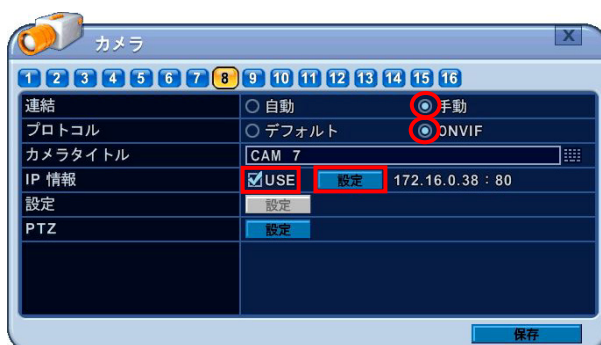 カメラ
X
1 2 3 4 5 6 7 8 9 10 11 12 13 14 15 16
連結 自動 手動
プロトコル デフォルト ONVIF
カメラタイトル CAM 7
IP 情報 USE 設定 172.16.0.38 : 80
設定 設定
PTZ 設定
保存